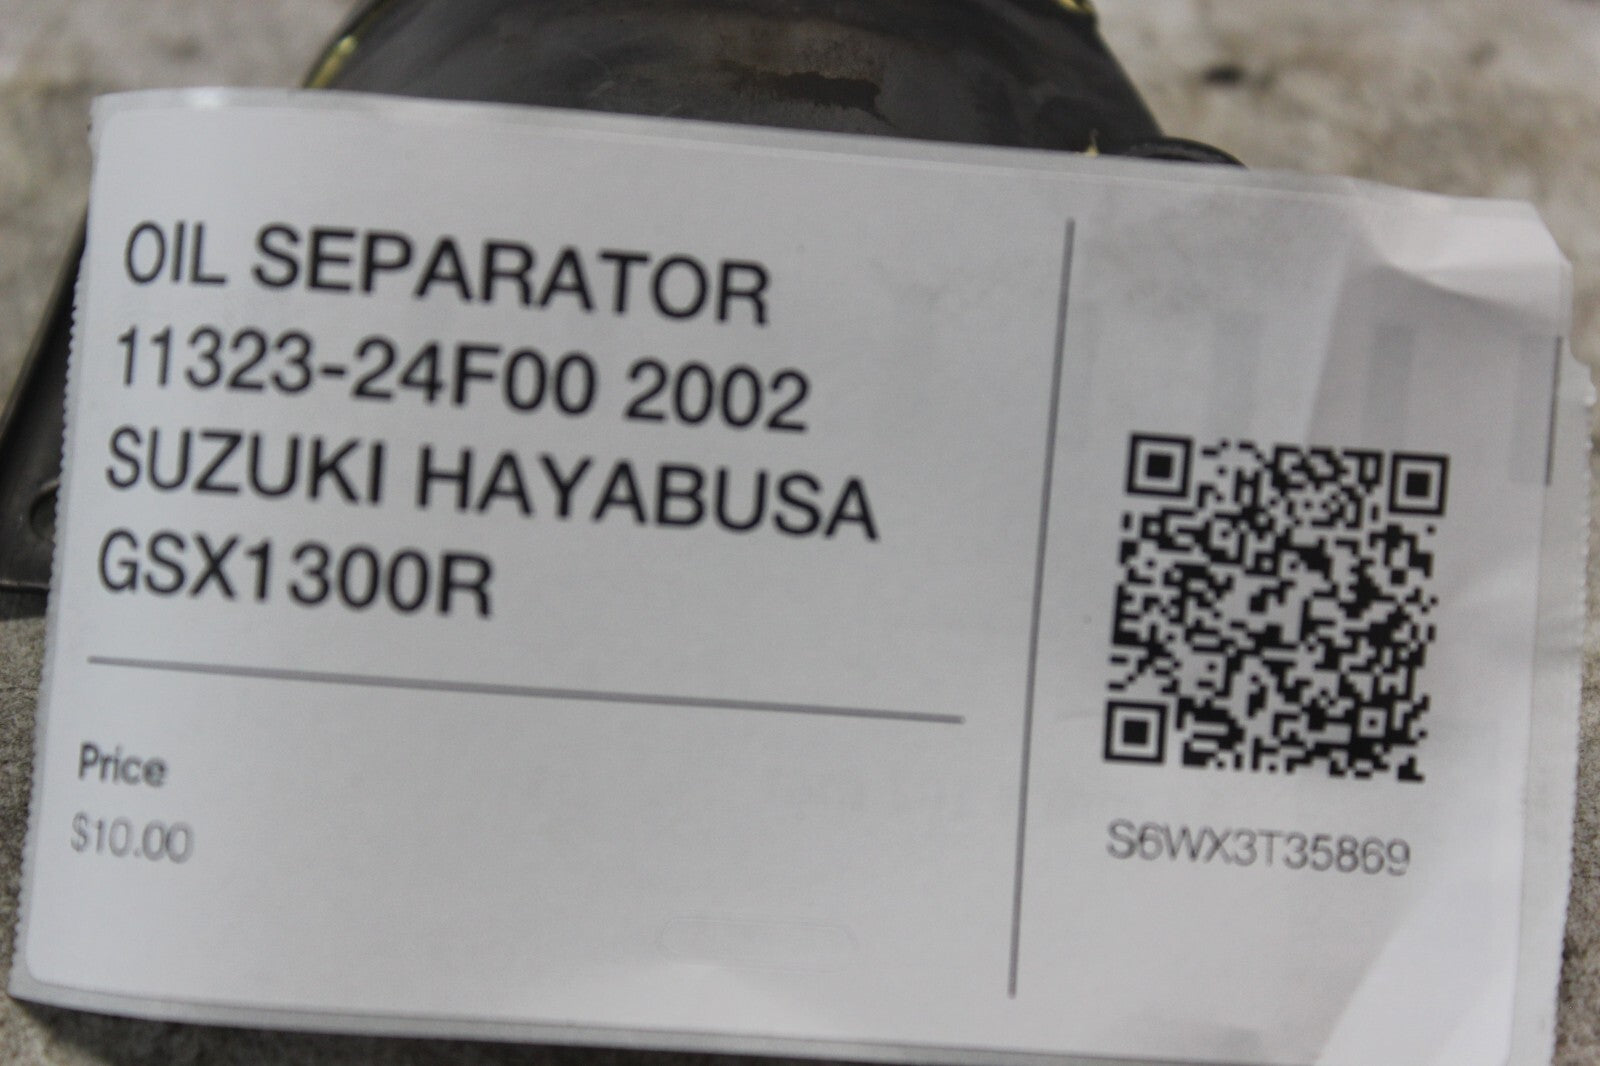 OIL SEPARATOR
11323-24F00 2002
SUZUKI HAYABUSA
GSX1300R
Price
$10.00
S6WX3T35869